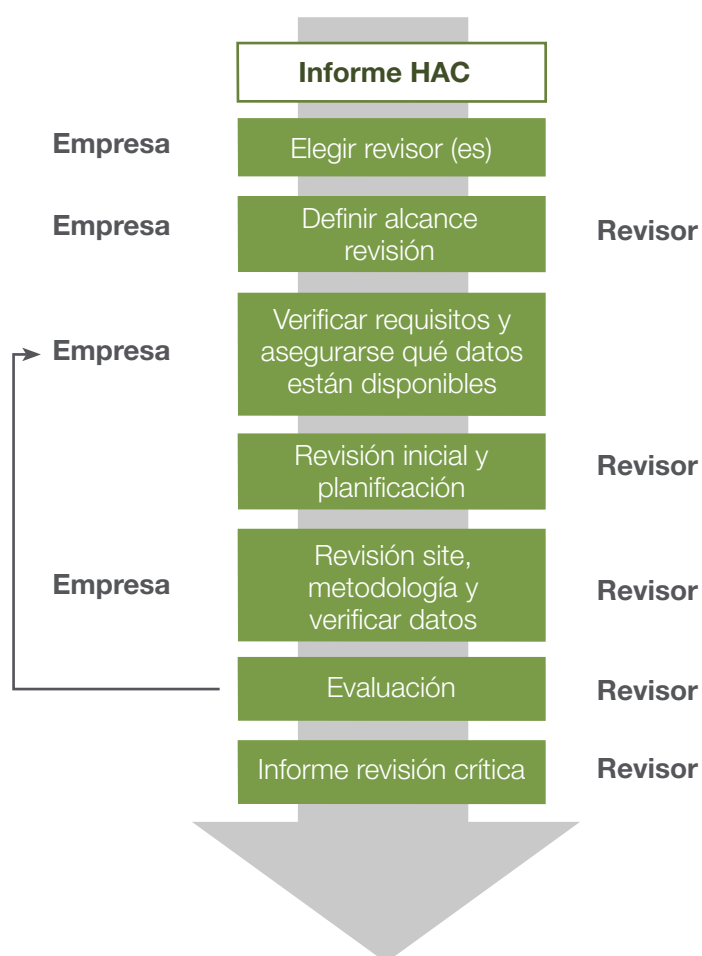 Informe HAC
Empresa
Elegir revisor (es)
Empresa
Definir alcance
revisión
Revisor
Empresa
Verificar requisitos y
asegurarse qué datos
están disponibles
Revisión inicial y
planificación
Revisor
Empresa
Revisión site,
metodología y
verificar datos
Revisor
Evaluación
Revisor
Informe revisión crítica
Revisor